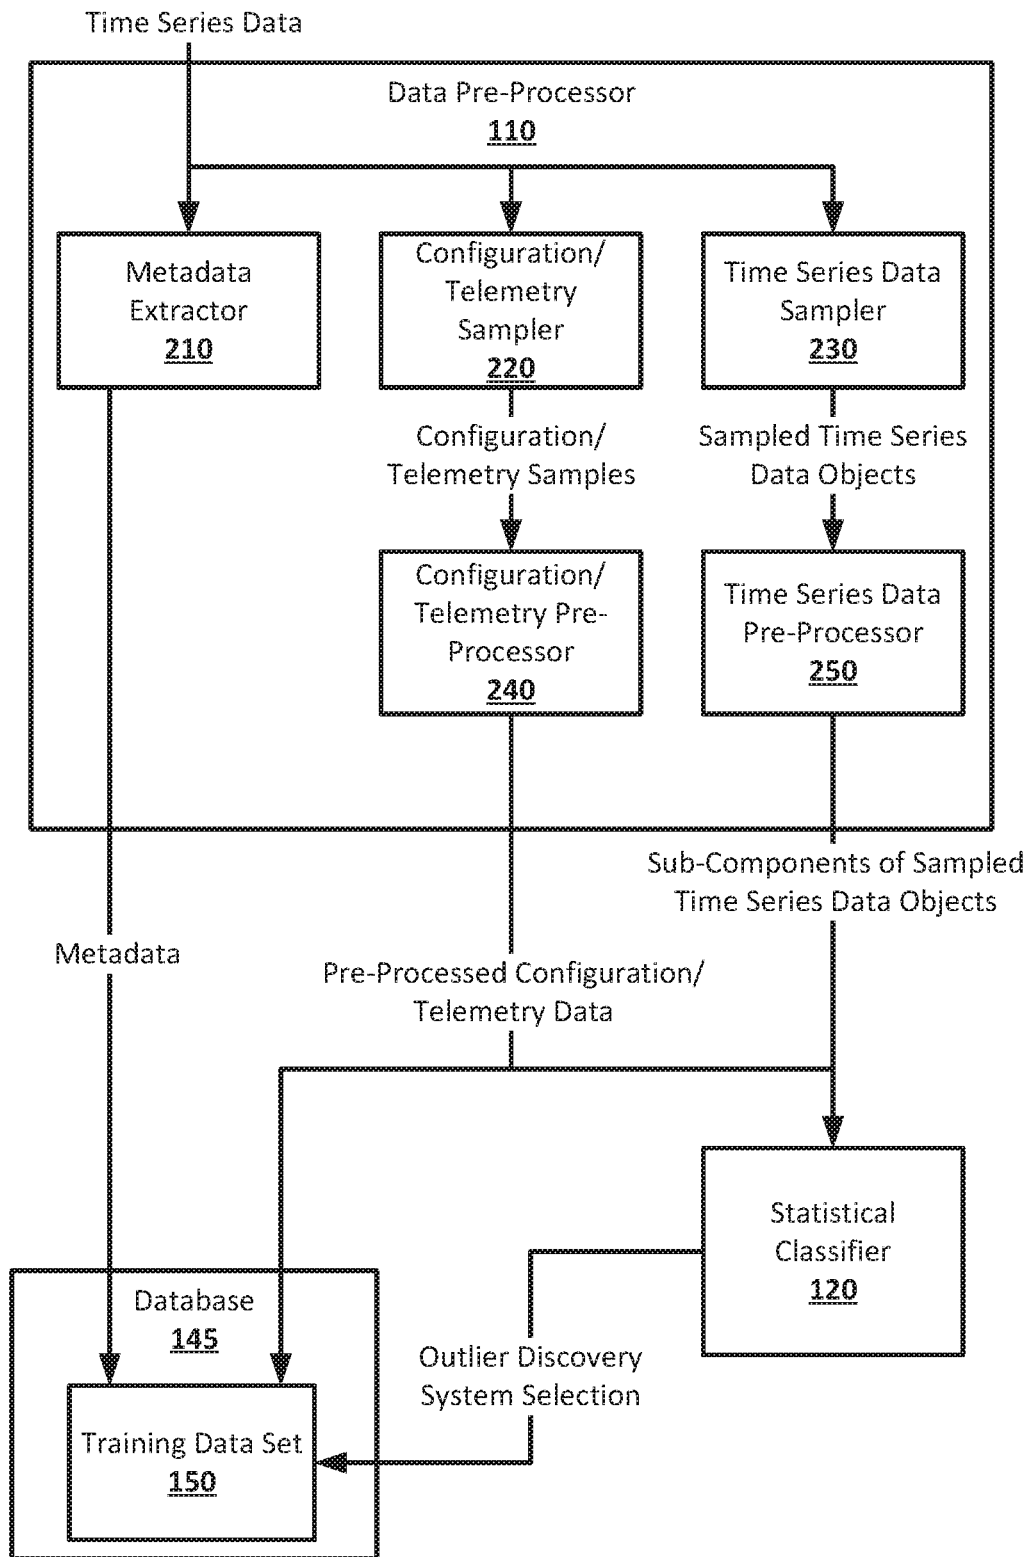 Time Series Data
Data Pre-Processor
110
Metadata
Extractor
210
Configuration/
Telemetry
Sampler
220
Time Series Data
Sampler
230
Configuration/
Telemetry Samples
Sampled Time Series
Data Objects
Configuration/
Telemetry Pre-
Processor
240
Time Series Data
Pre-Processor
250
Sub-Components of Sampled
Time Series Data Objects
Metadata
Pre-Processed Configuration/
Telemetry Data
Statistical
Classifier
120
Database
145
Outlier Discovery
System Selection
Training Data Set
150